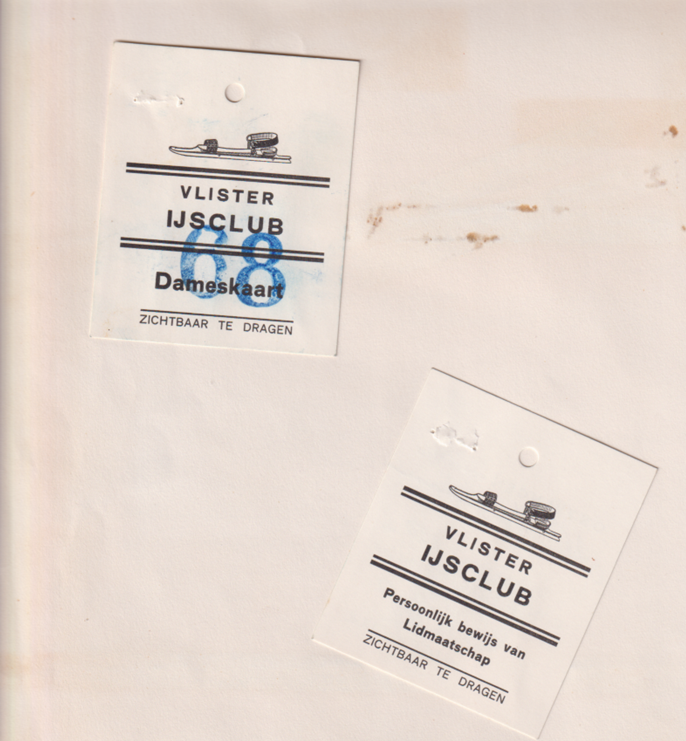 VLISTER
IJSCLUB
68
Dameskaart
ZICHTBAAR TE DRAGEN
VLISTER
IJSCLUB
Persoonlijk bewijs van
Lidmaatschap
ZICHTBAAR TE DRAGEN